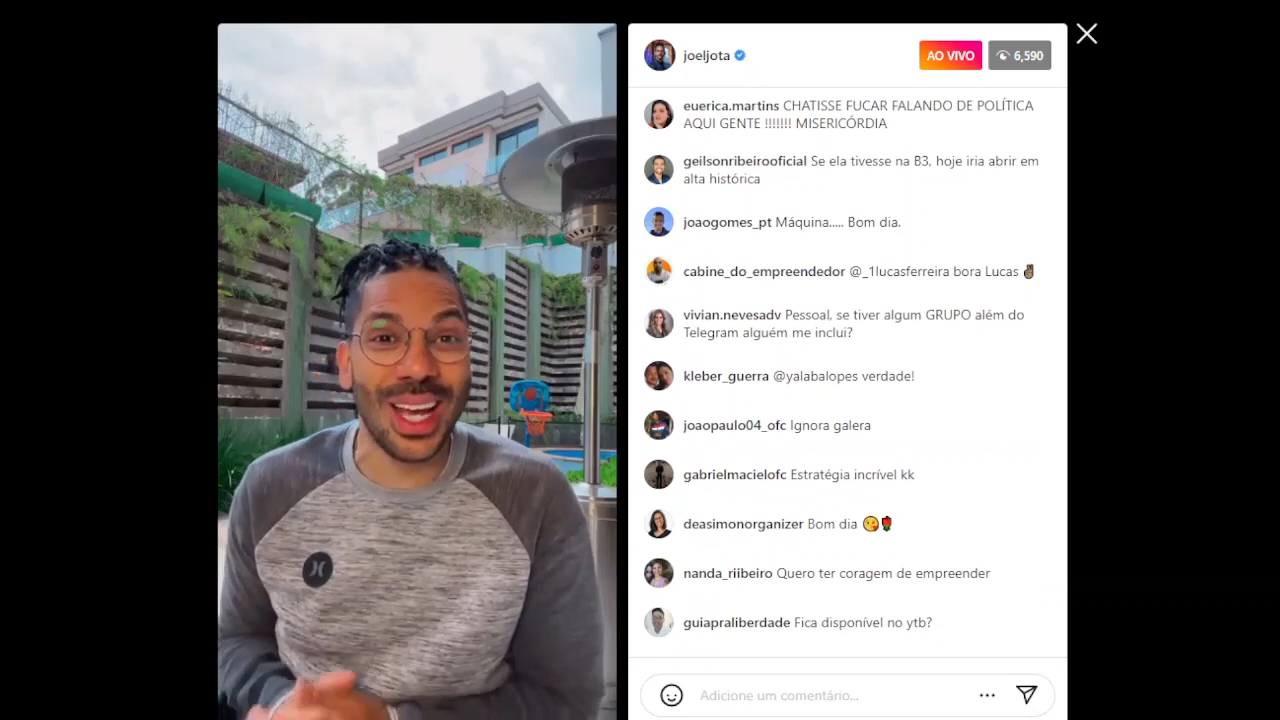 joeljota
AO VIVO
6,590
euerica.martins CHATISSE FUCAR FALANDO DE POLÍTICA
AQUI GENTE !!!!!!! MISERICÓRDIA
geilsonribeirooficial Se ela tivesse na B3, hoje iria abrir em
alta histórica
joaogomes_pt Máquina..... Bom dia.
cabine_do_empreendedor @_1lucasferreira bora Lucas ✌🏾
vivian.nevesadv Pessoal, se tiver algum GRUPO além do
Telegram alguém me inclui?
kleber_guerra @yalabalopes verdade!
joaopaulo04_ofc Ignora galera
gabrielmacielofc Estratégia incrível kk
deasimonorganizer Bom dia 😘🌹
nanda_riibeiro Quero ter coragem de empreender
guiapraliberdade Fica disponível no ytb?
Adicione um comentário...